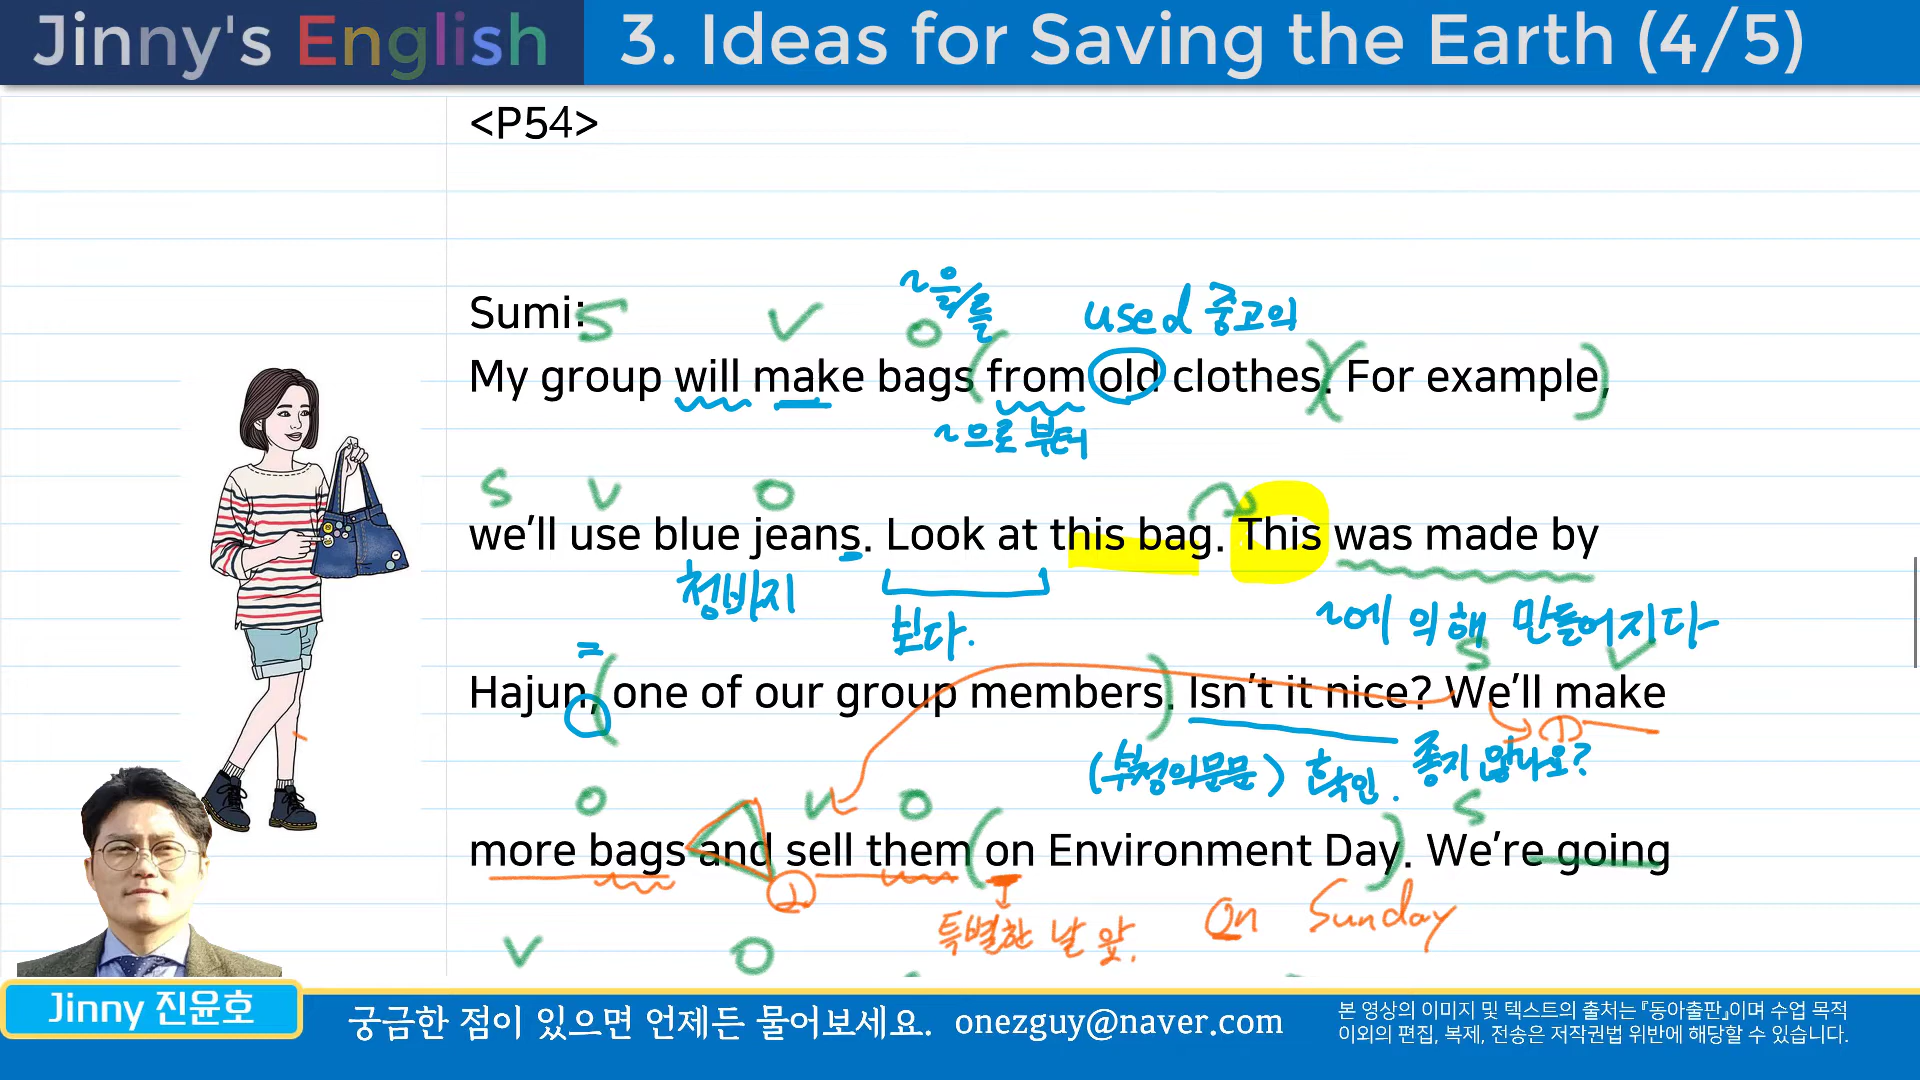 Jinny's English 3. Ideas for Saving the Earth (4/5)
<P54>
~을/를
Sumi: S V O used 중고의
My group will make bags (from old clothes.)(For example,)
~으로 부터
S V O
we'll use blue jeans. Look at this bag. This was made by
청바지 보다. ~에 의해 만들어지다
= S V
Hajun, (one of our group members). Isn't it nice? We'll make
(부정의문문) 확인. 좋지 않나요? ①
O V O S
more bags and sell them (on Environment Day). We're going
②
특별한 날 앞. On Sunday
V O
Jinny 진윤호
궁금한 점이 있으면 언제든 물어보세요. onezguy@naver.com
본 영상의 이미지 및 텍스트의 출처는 『동아출판』이며 수업 목적
이외의 편집, 복제, 전송은 저작권법 위반에 해당할 수 있습니다.